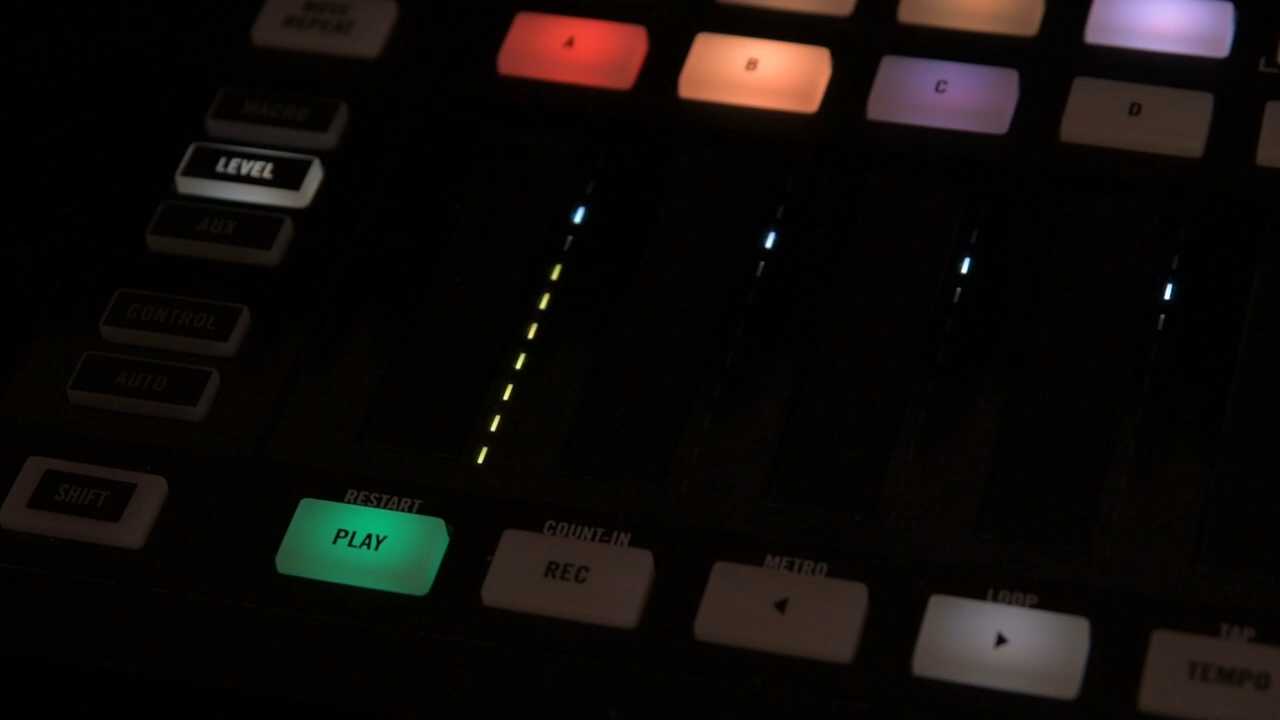 NOTE
REPEAT
A
B
C
D
MACRO
LEVEL
AUX
CONTROL
AUTO
SHIFT
RESTART
PLAY
COUNT-IN
REC
METRO
LOOP
TAP
TEMPO